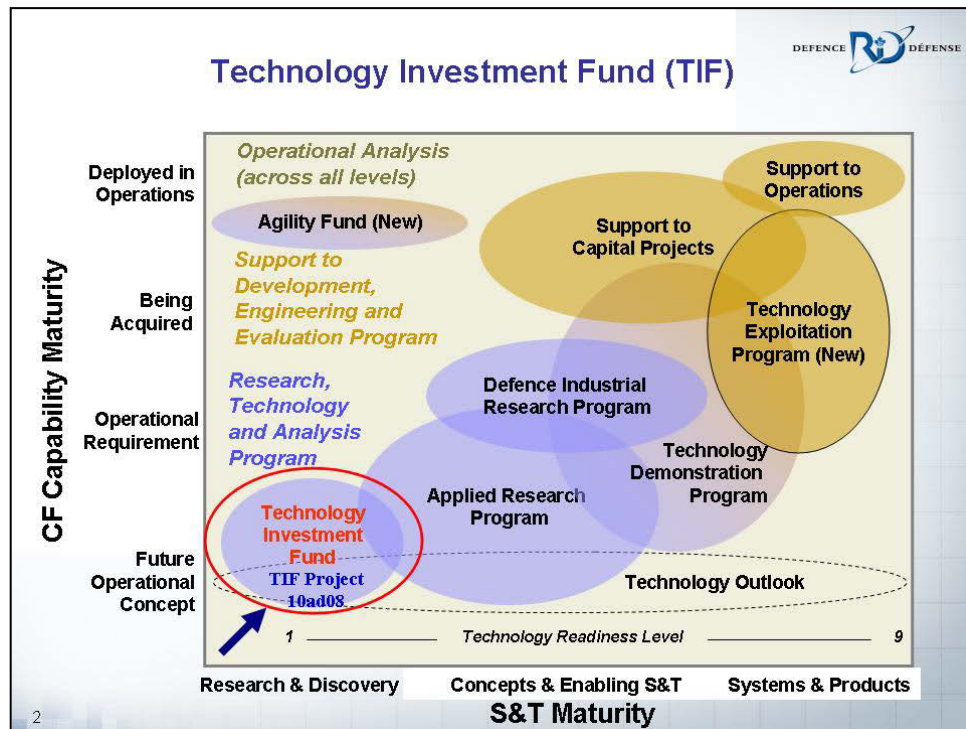 DEFENCE R&D DÉFENSE
Technology Investment Fund (TIF)
CF Capability Maturity
Deployed in
Operations
Being
Acquired
Operational
Requirement
Future
Operational
Concept
Operational Analysis
(across all levels)
Agility Fund (New)
Support to
Development,
Engineering and
Evaluation Program
Research,
Technology
and Analysis
Program
Support to
Operations
Support to
Capital Projects
Technology
Exploitation
Program (New)
Defence Industrial
Research Program
Technology
Demonstration
Program
Applied Research
Program
Technology
Investment
Fund
TIF Project
10ad08
Technology Outlook
1 Technology Readiness Level 9
Research & Discovery Concepts & Enabling S&T Systems & Products
S&T Maturity
2